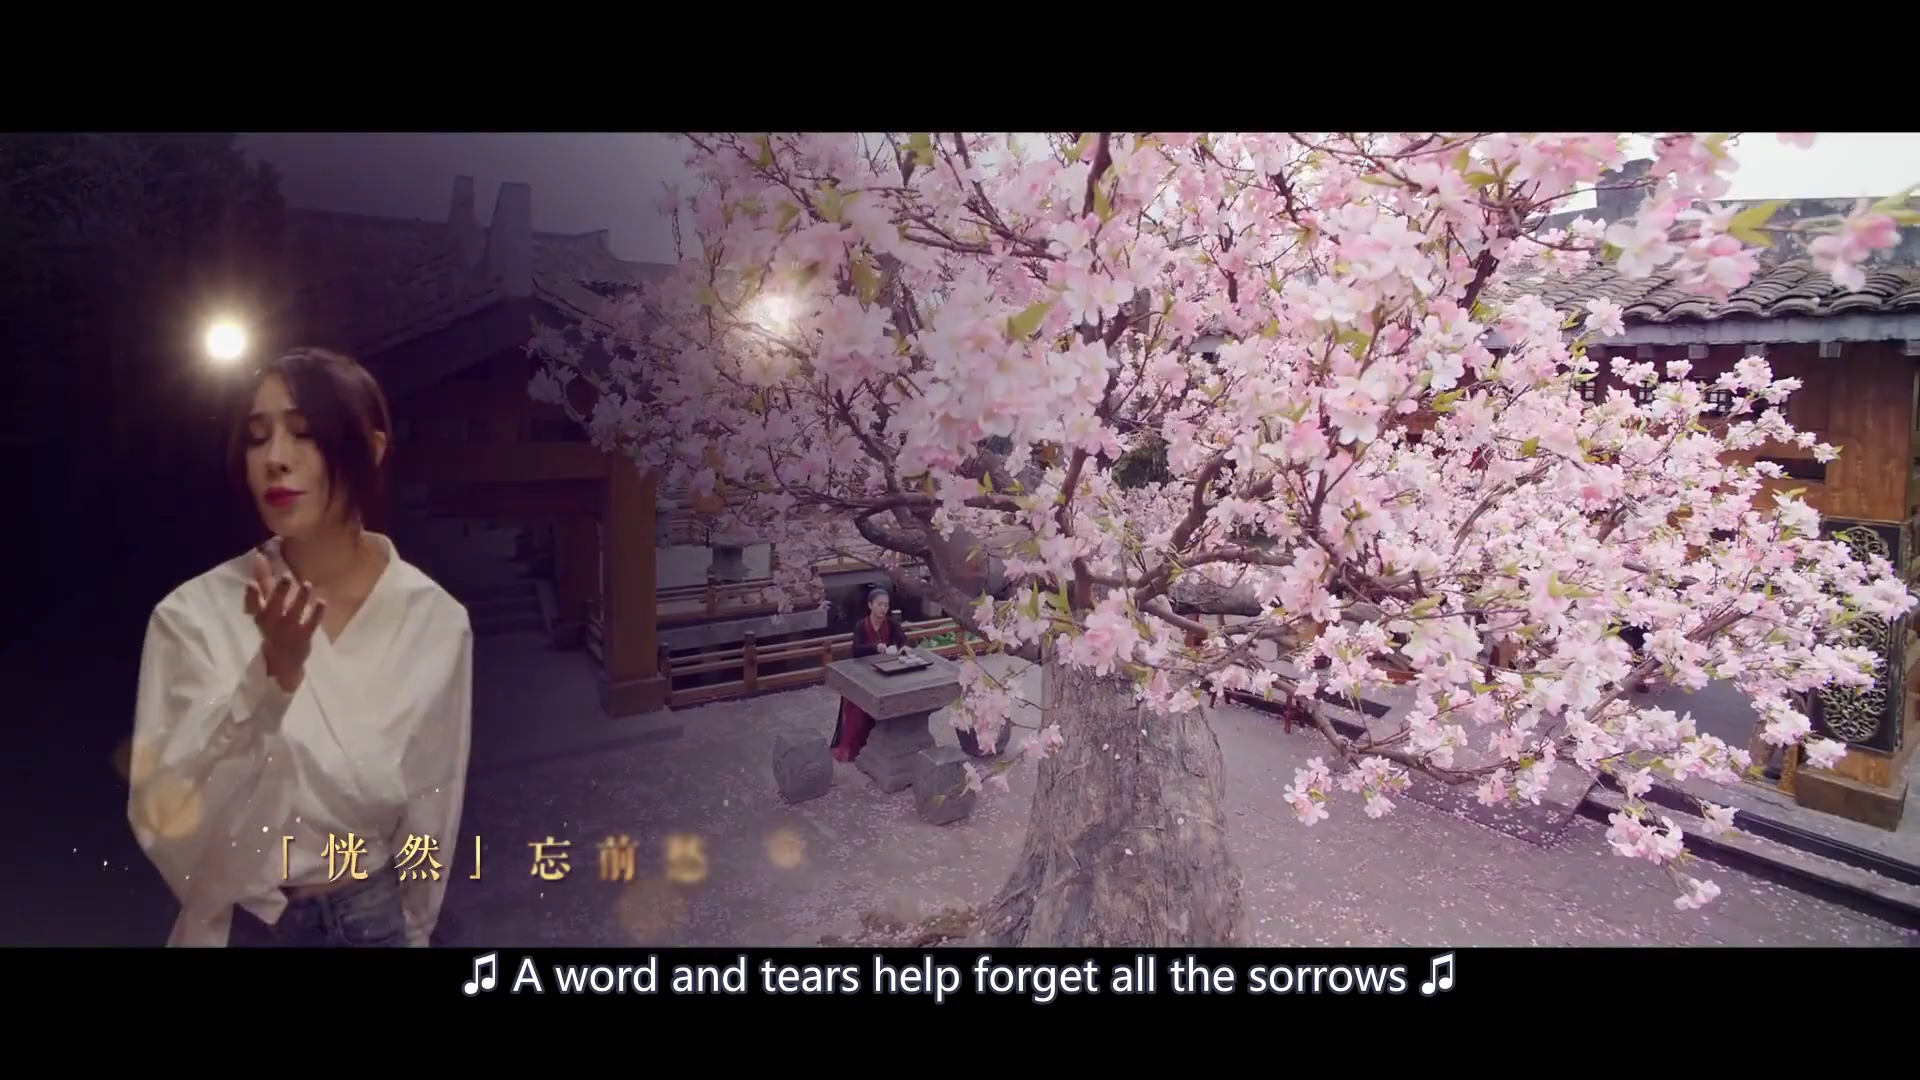 「恍然」忘前
♫ A word and tears help forget all the sorrows ♫